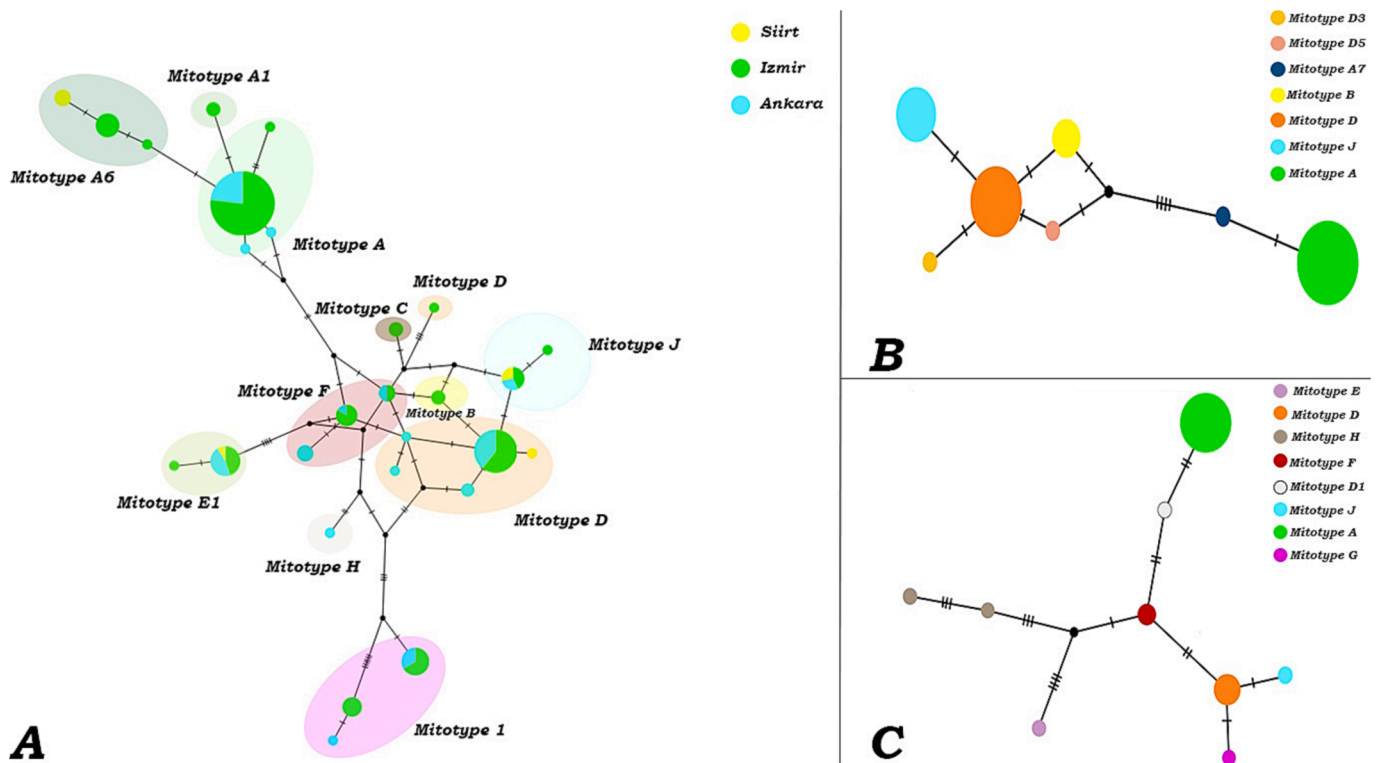 Siirt
Izmir
Ankara
Mitotype A1
Mitotype A6
Mitotype A
Mitotype D
Mitotype C
Mitotype J
Mitotype F
Mitotype B
Mitotype E1
Mitotype D
Mitotype H
Mitotype 1
A
Mitotype D3
Mitotype D5
Mitotype A7
Mitotype B
Mitotype D
Mitotype J
Mitotype A
B
Mitotype E
Mitotype D
Mitotype H
Mitotype F
Mitotype D1
Mitotype J
Mitotype A
Mitotype G
C